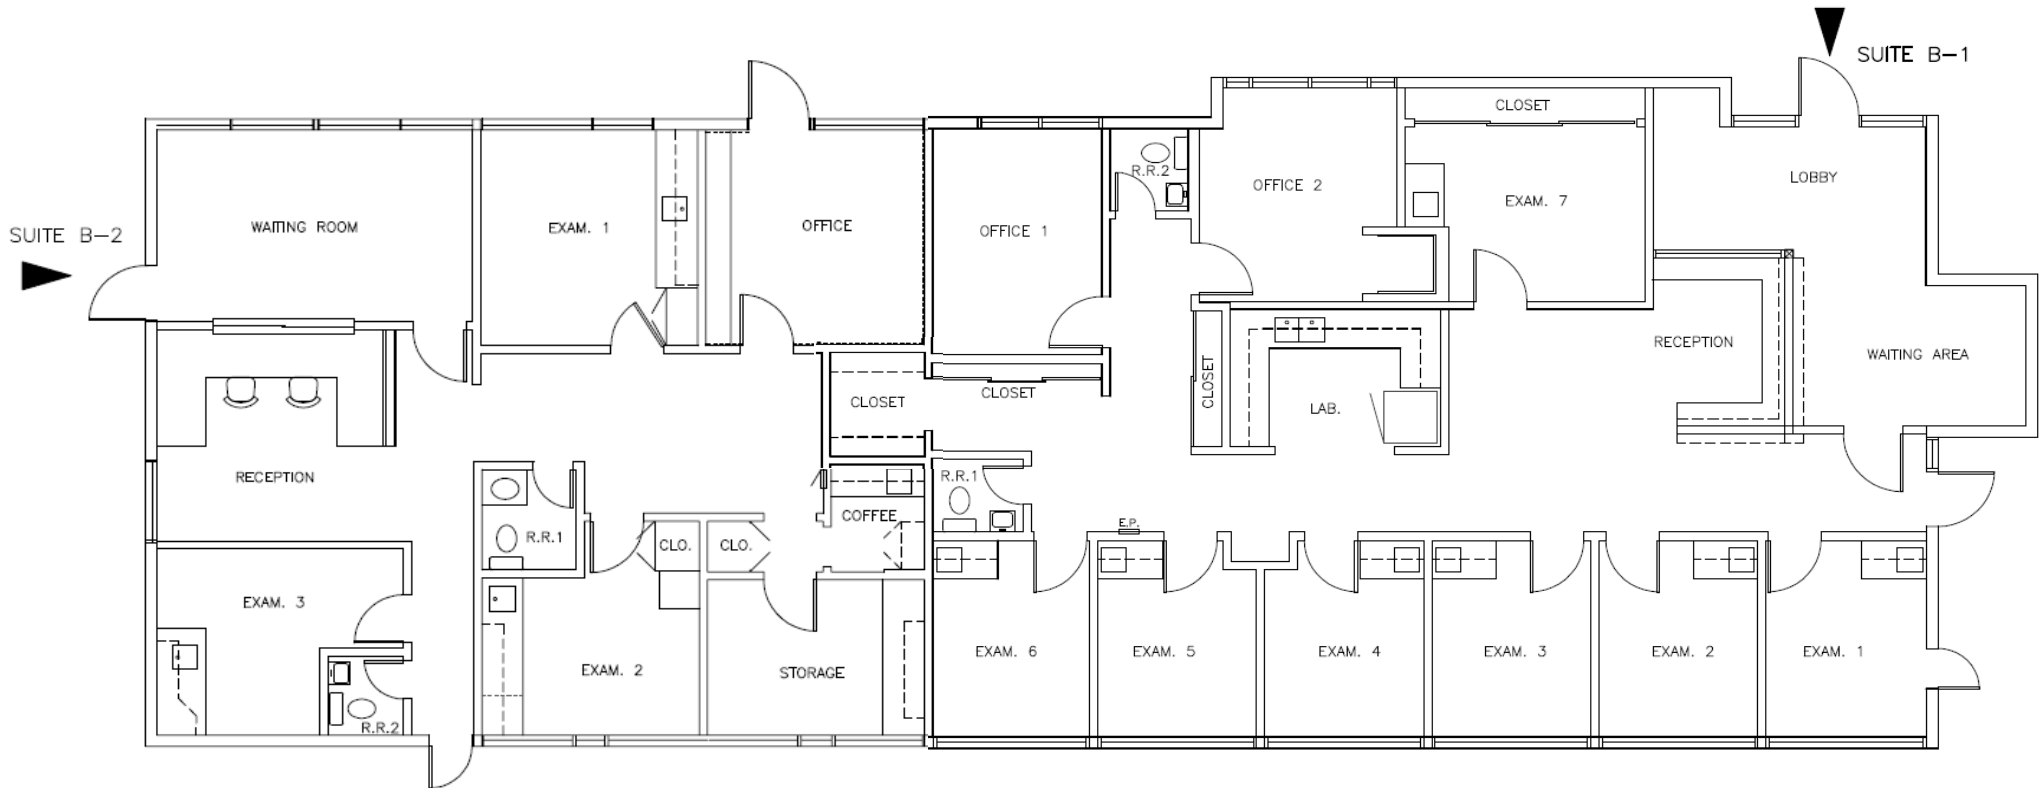 SUITE B-1
CLOSET
R.R.2
LOBBY
OFFICE 2
EXAM. 7
SUITE B-2
WAITING ROOM
EXAM. 1
OFFICE
OFFICE 1
RECEPTION
WAITING AREA
CLOSET
CLOSET
CLOSET
LAB.
RECEPTION
R.R.1
COFFEE
E.P.
R.R.1
CLO.
CLO.
EXAM. 3
EXAM. 2
STORAGE
EXAM. 6
EXAM. 5
EXAM. 4
EXAM. 3
EXAM. 2
EXAM. 1
R.R.2